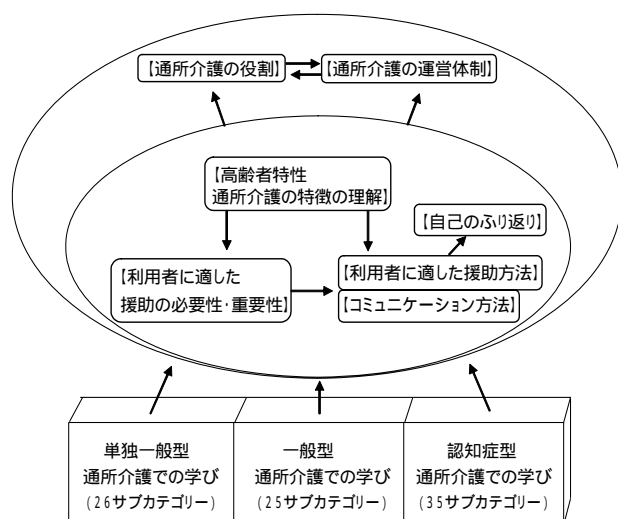 【通所介護の役割】
【通所介護の運営体制】
【高齢者特性
通所介護の特徴の理解】
【自己のふり返り】
【利用者に適した
援助の必要性・重要性】
【利用者に適した援助方法】
【コミュニケーション方法】
単独一般型
通所介護での学び
(26サブカテゴリー)
一般型
通所介護での学び
(25サブカテゴリー)
認知症型
通所介護での学び
(35サブカテゴリー)